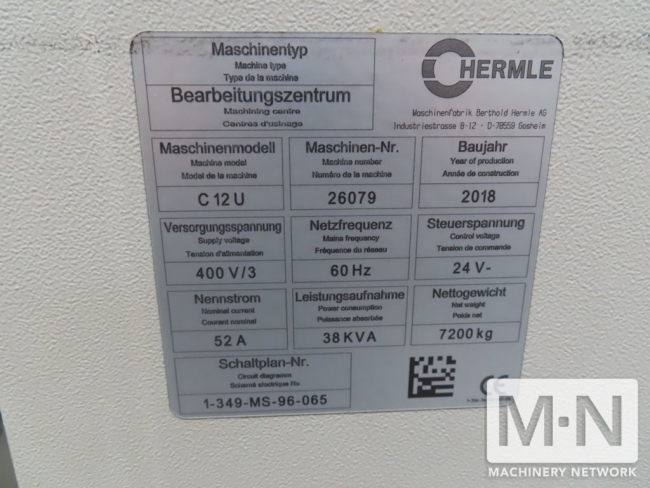 Maschinentyp
Machine type
Type de la machine
Bearbeitungszentrum
Machining centre
Centres d'usinage
HERMLE
Maschinenfabrik Berthold Hermle AG
Industriestrasse 8-12 - D-78559 Gosheim
Maschinenmodell
Machine model
Model de la machine
C 12 U
Maschinen-Nr.
Machine number
Numéro de la machine
26079
Baujahr
Year of production
Année de construction
2018
Versorgungsspannung
Supply voltage
Tension d'alimentation
400 V/3
Netzfrequenz
Mains frequency
Fréquence du réseau
60 Hz
Steuerspannung
Control voltage
Tension de commande
24 V-
Nennstrom
Nominal current
Courant nominal
52 A
Leistungsaufnahme
Power consumption
Puissance absorbée
38 KVA
Nettogewicht
Net weight
Poids net
7200 kg
Schaltplan-Nr.
Circuit diagramm
Schemé electrique No
1-349-MS-96-065
CE
M·N
MACHINERY NETWORK